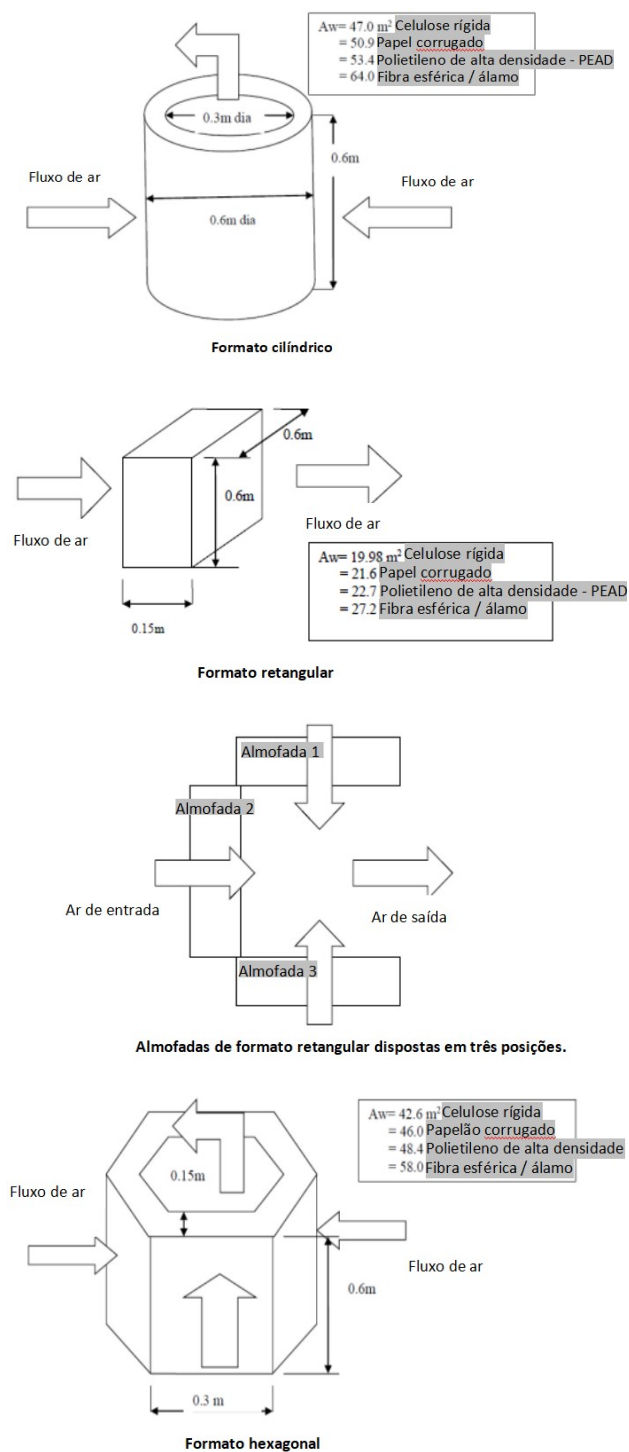 Aw= 47.0 m² Celulose rígida
= 50.9 Papel corrugado
= 53.4 Polietileno de alta densidade - PEAD
= 64.0 Fibra esférica / álamo
0.3m dia
0.6m
Fluxo de ar
Fluxo de ar
0.6m dia
Formato cilíndrico
0.6m
0.6m
Fluxo de ar
Fluxo de ar
0.15m
Aw= 19.98 m² Celulose rígida
= 21.6 Papel corrugado
= 22.7 Polietileno de alta densidade - PEAD
= 27.2 Fibra esférica / álamo
Formato retangular
Almofada 1
Almofada 2
Ar de entrada
Ar de saída
Almofada 3
Almofadas de formato retangular dispostas em três posições.
Aw= 42.6 m² Celulose rígida
= 46.0 Papelão corrugado
= 48.4 Polietileno de alta densidade
= 58.0 Fibra esférica / álamo
0.15m
Fluxo de ar
Fluxo de ar
0.6m
0.3 m
Formato hexagonal